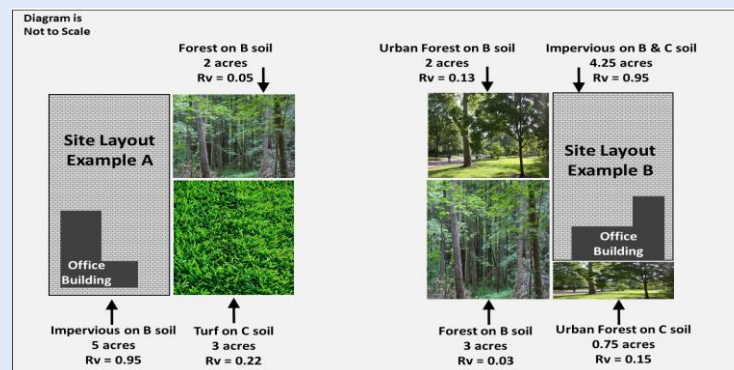 Diagram is
Not to Scale
Forest on B soil
2 acres
Rv = 0.05
Site Layout
Example A
Office
Building
Impervious on B soil
5 acres
Rv = 0.95
Turf on C soil
3 acres
Rv = 0.22
Urban Forest on B soil
2 acres
Rv = 0.13
Impervious on B & C soil
4.25 acres
Rv = 0.95
Site Layout
Example B
Office
Building
Forest on B soil
3 acres
Rv = 0.03
Urban Forest on C soil
0.75 acres
Rv = 0.15